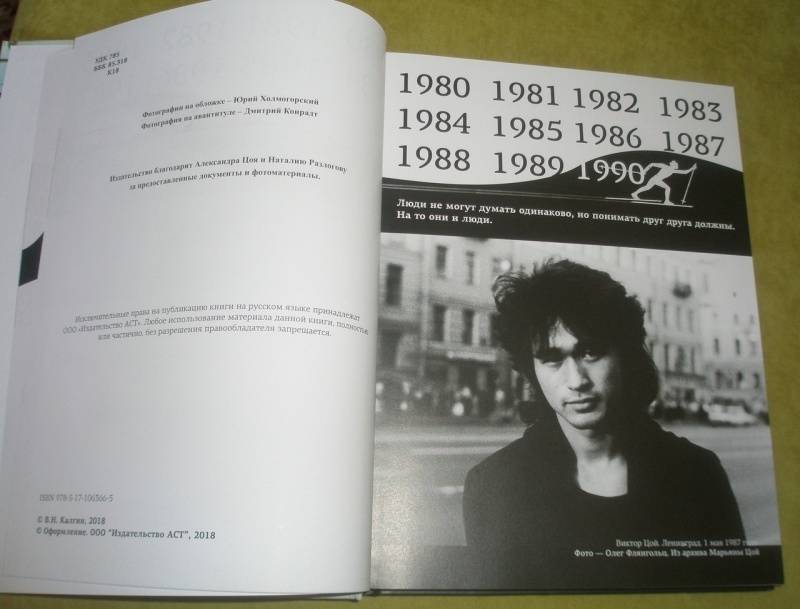 УДК 785
ББК 85.318
К18
Фотография на обложке – Юрий Холмогорский
Фотография на авантитуле – Дмитрий Конрадт
Издательство благодарит Александра Цоя и Наталию Разлогову
за предоставленные документы и фотоматериалы.
Исключительные права на публикацию книги на русском языке принадлежат
ООО «Издательство АСТ». Любое использование материала данной книги, полностью
или частично, без разрешения правообладателя запрещается.
ISBN 978-5-17-106366-5
© В.Н. Калгин, 2018
© Оформление. ООО "Издательство АСТ", 2018
1980 1981 1982 1983
1984 1985 1986 1987
1988 1989 1990
Люди не могут думать одинаково, но понимать друг друга должны.
На то они и люди.
Виктор Цой. Ленинград. 1 мая 1987 г
Фото — Олег Флянгольц. Из архива Марьяны Цой